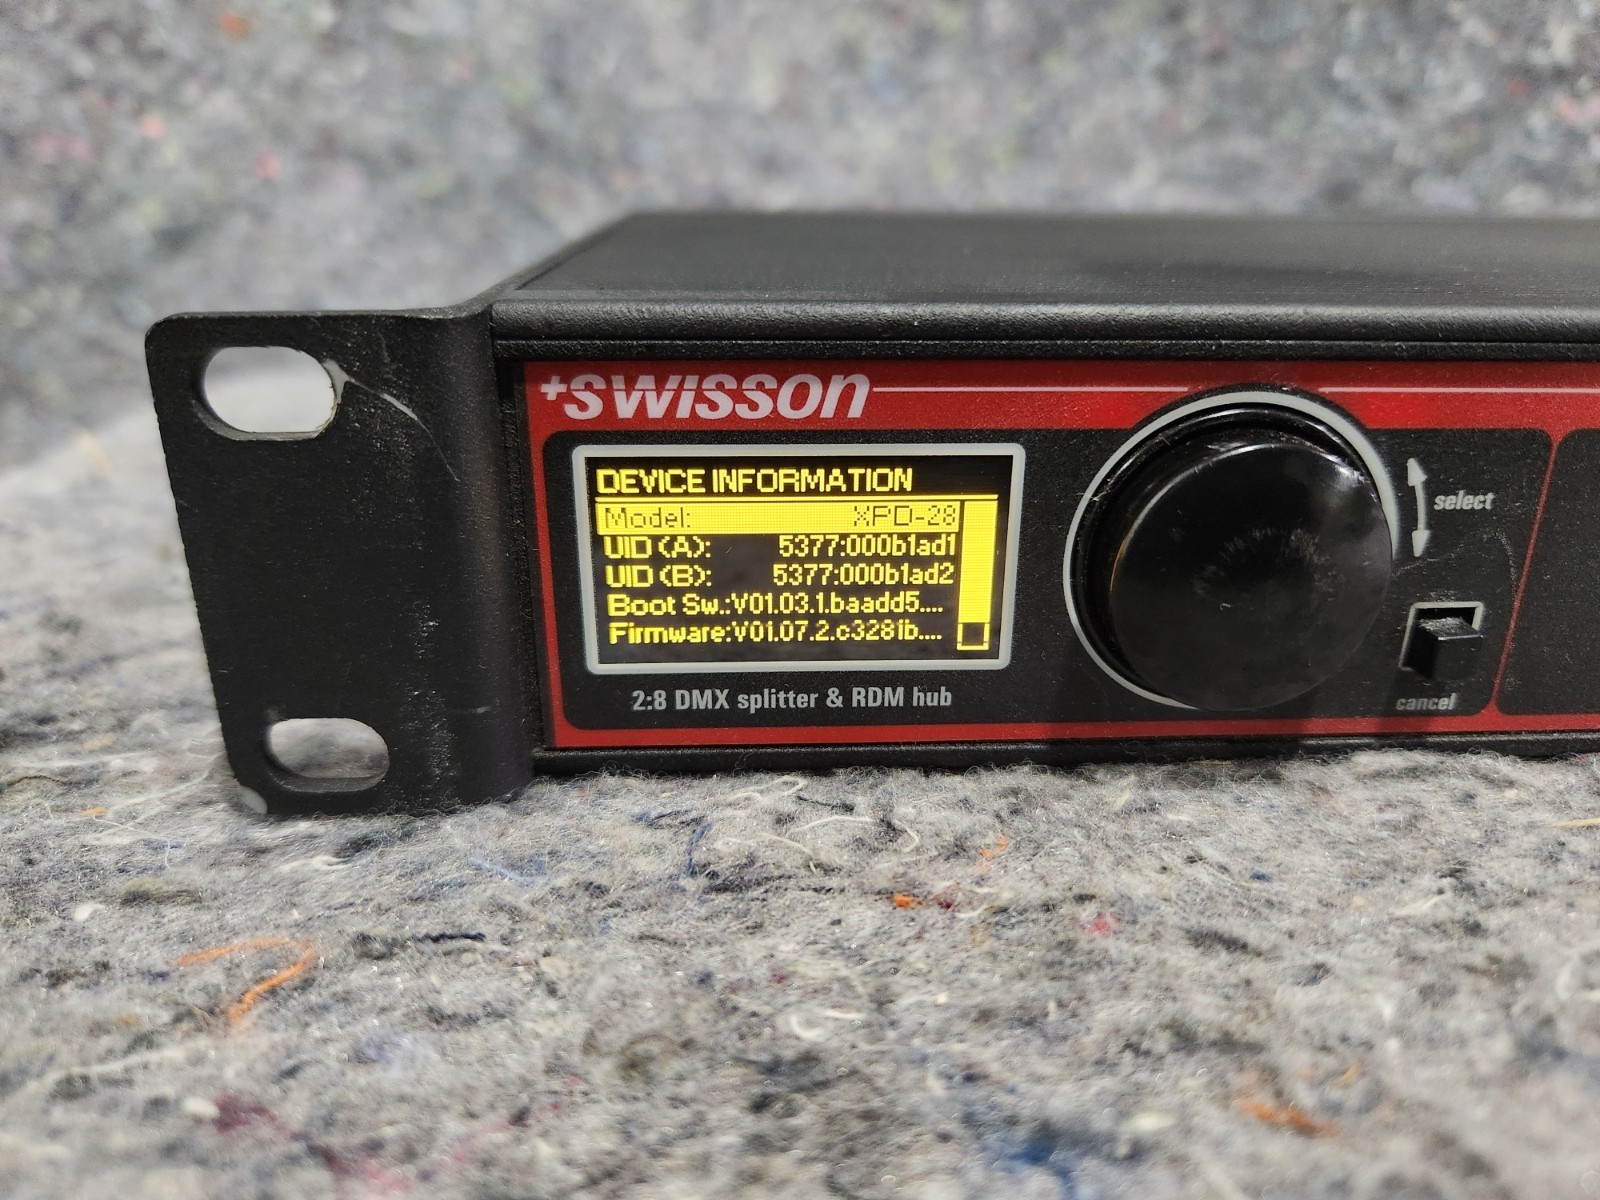 +swisson
DEVICE INFORMATION
Model: XPD-28
UID (A): 5377:000b1ad1
UID (B): 5377:000b1ad2
Boot Sw.:V01.03.1.baadd5....
Firmware:V01.07.2.c3281b....
2:8 DMX splitter & RDM hub
select
cancel